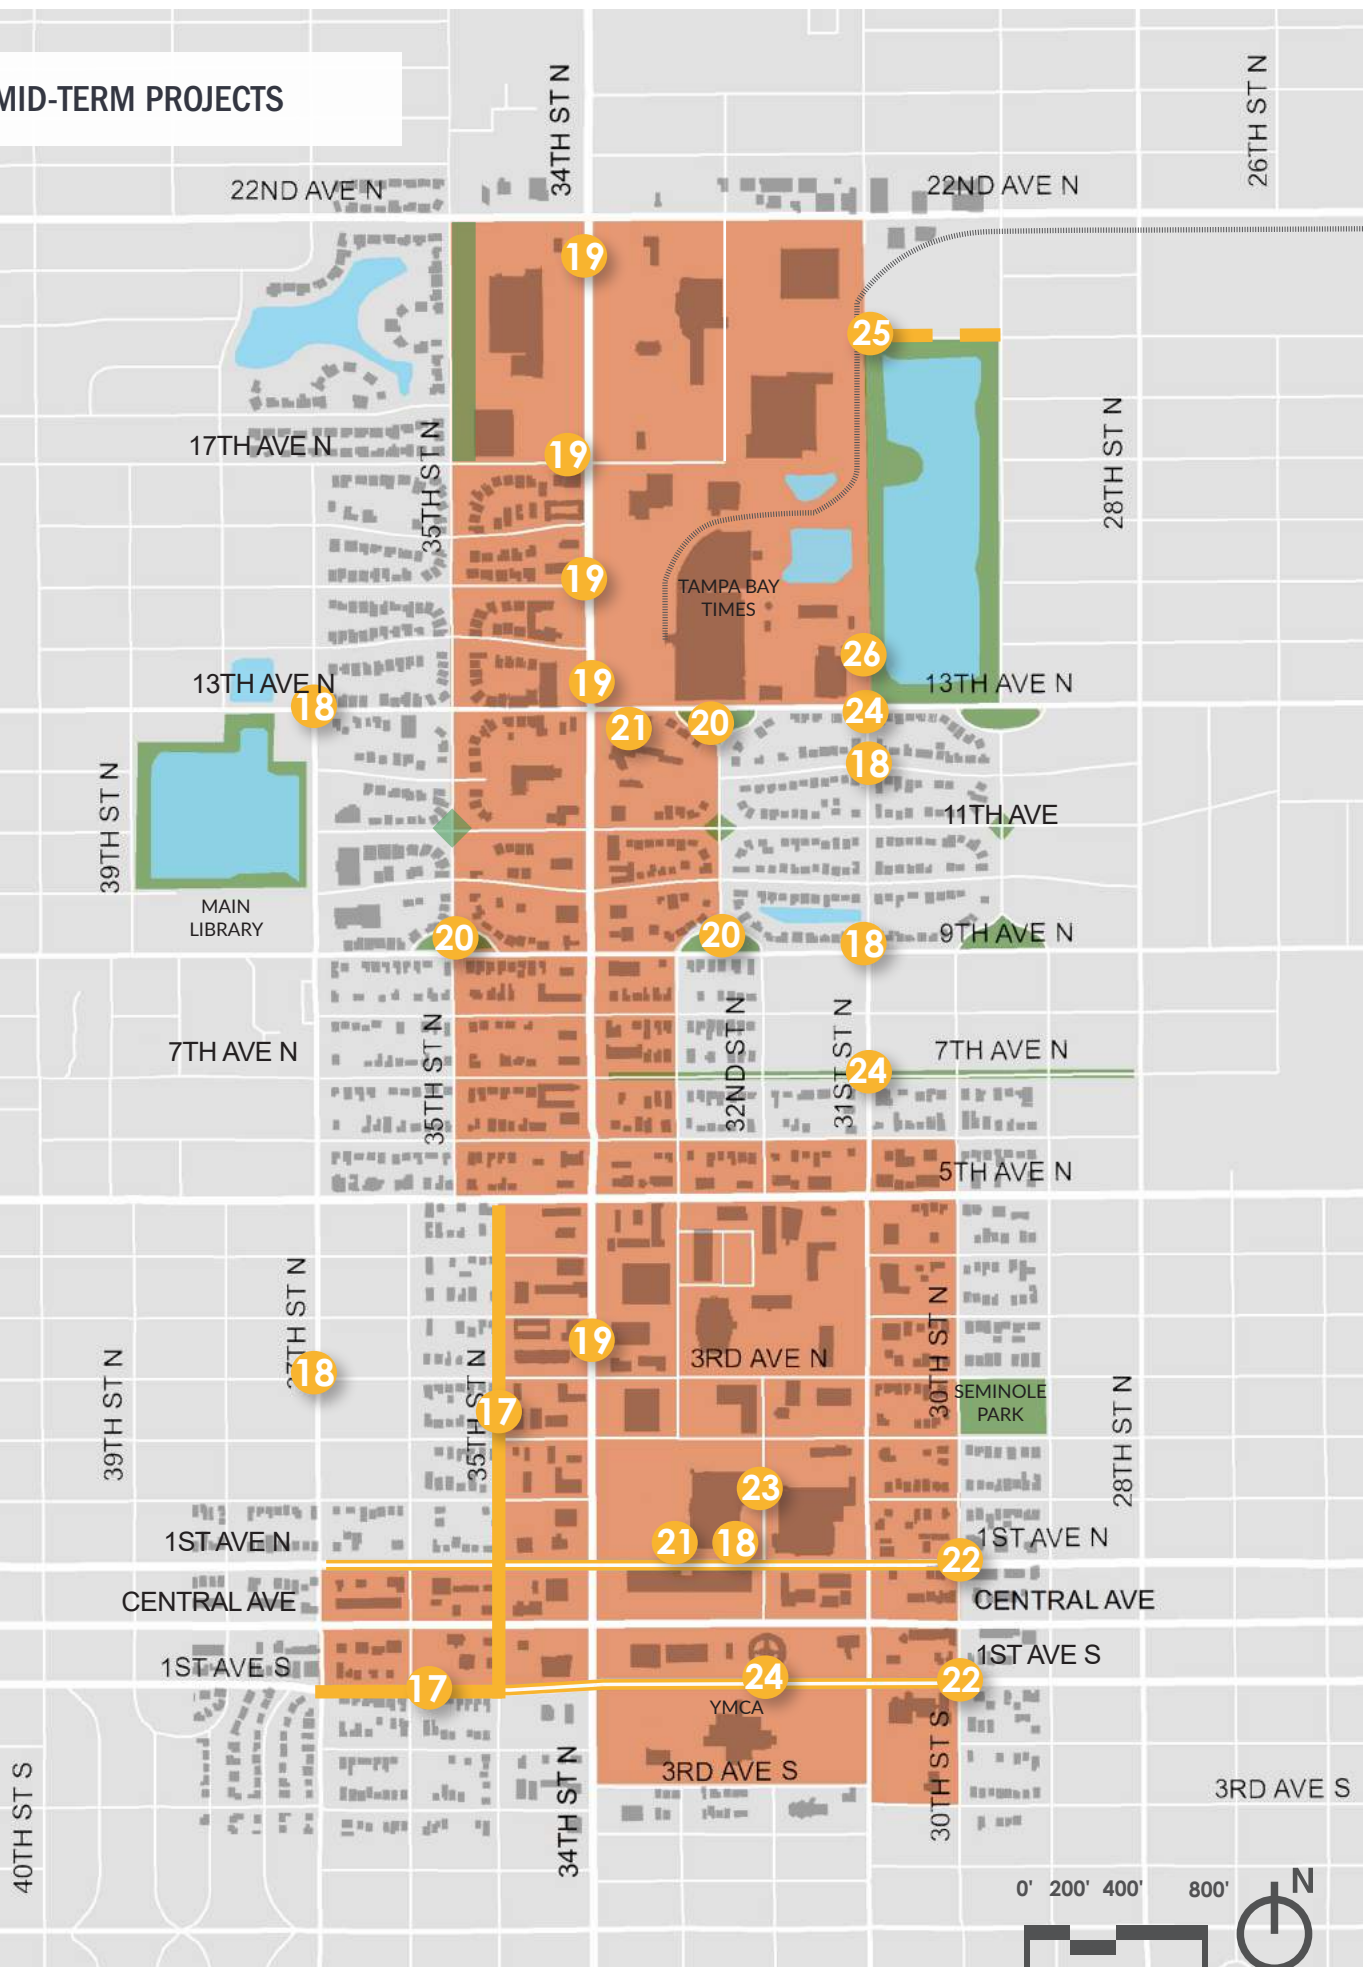 MID-TERM PROJECTS
34TH ST N
26TH ST N
22ND AVE N
22ND AVE N
19
25
17TH AVE N
35TH ST N
19
28TH ST N
19
TAMPA BAY
TIMES
26
13TH AVE N
18
19
13TH AVE N
21
20
24
18
39TH ST N
11TH AVE
MAIN
LIBRARY
20
20
18
9TH AVE N
7TH AVE N
35TH ST N
32ND ST N
31ST ST N
7TH AVE N
24
5TH AVE N
37TH ST N
18
39TH ST N
35TH ST N
17
19
3RD AVE N
30TH ST N
SEMINOLE
PARK
28TH ST N
23
1ST AVE N
21
18
22
1ST AVE N
CENTRAL AVE
CENTRAL AVE
1ST AVE S
17
24
22
1ST AVE S
YMCA
3RD AVE S
30TH ST S
3RD AVE S
40TH ST S
34TH ST N
0' 200' 400' 800'
N